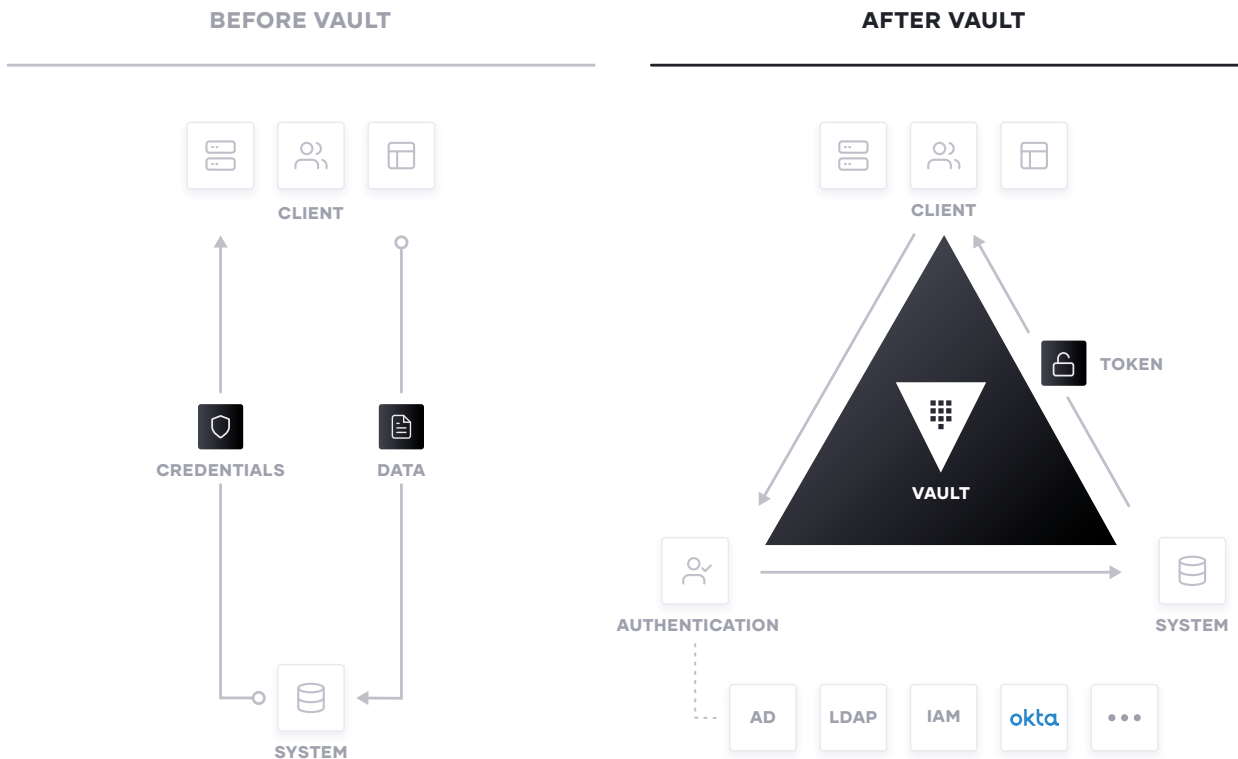 BEFORE VAULT
CLIENT
CREDENTIALS
DATA
SYSTEM
AFTER VAULT
CLIENT
TOKEN
VAULT
AUTHENTICATION
SYSTEM
AD
LDAP
IAM
okta
•••